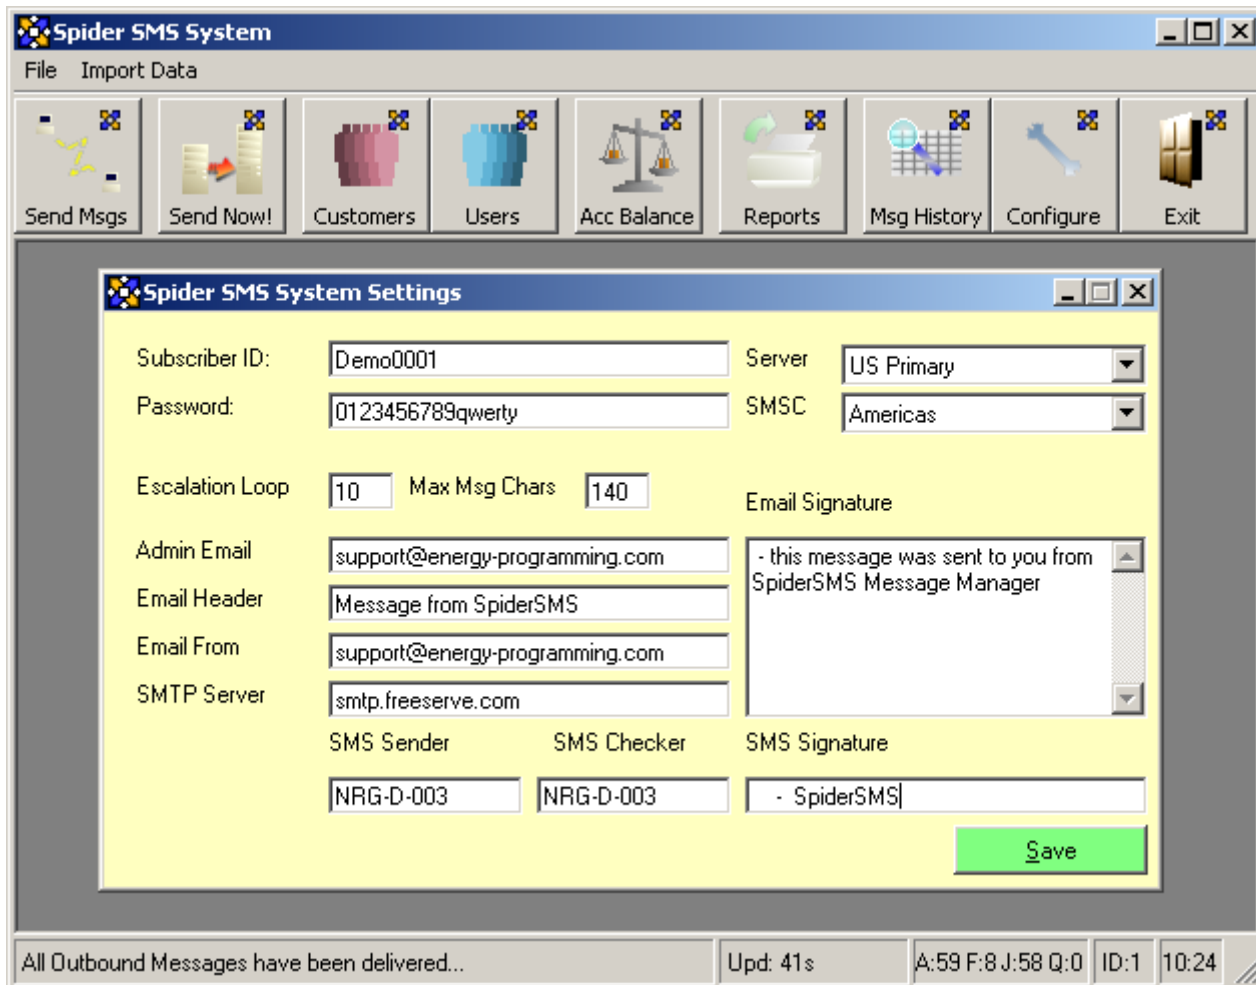 Spider SMS System
File Import Data
Send Msgs Send Now! Customers Users Acc Balance Reports Msg History Configure Exit
Spider SMS System Settings
Subscriber ID: Demo0001 Server US Primary
Password: 0123456789qwerty SMSC Americas
Escalation Loop 10 Max Msg Chars 140
Email Signature
Admin Email support@energy-programming.com - this message was sent to you from
SpiderSMS Message Manager
Email Header Message from SpiderSMS
Email From support@energy-programming.com
SMTP Server smtp.freeserve.com
SMS Sender SMS Checker SMS Signature
NRG-D-003 NRG-D-003 - SpiderSMS
Save
All Outbound Messages have been delivered... Upd: 41s A:59 F:8 J:58 Q:0 ID:1 10:24